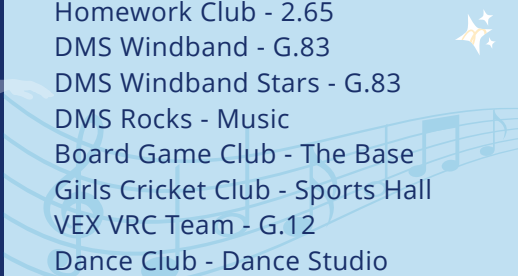 Homework Club - 2.65
DMS Windband - G.83
DMS Windband Stars - G.83
DMS Rocks - Music
Board Game Club - The Base
Girls Cricket Club - Sports Hall
VEX VRC Team - G.12
Dance Club - Dance Studio